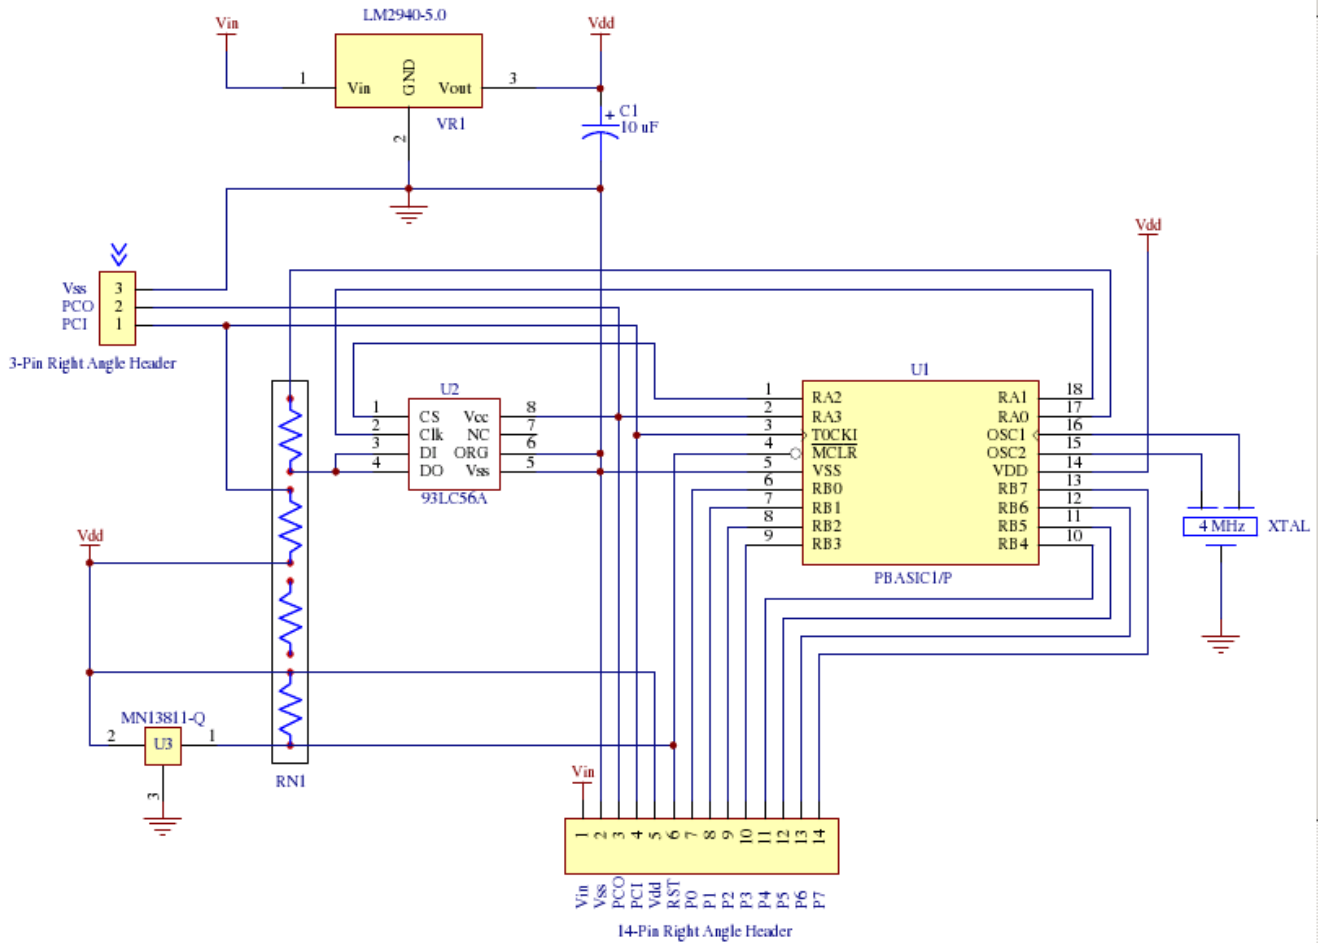 LM2940-5.0
Vin
Vdd
1
Vin
GND
Vout
3
C1
+
10 uF
VR1
2
Vdd
Vss 3
PCO 2
PCI 1
3-Pin Right Angle Header
U2
1 CS Vcc 8
2 Clk NC 7
3 DI ORG 6
4 DO Vss 5
93LC56A
U1
1 RA2 RA1 18
2 RA3 RA0 17
3 TOCKI OSC1 16
4 MCLR OSC2 15
5 VSS VDD 14
6 RB0 RB7 13
7 RB1 RB6 12
8 RB2 RB5 11
9 RB3 RB4 10
PBASIC1/P
4 MHz XTAL
Vdd
MN13811-Q
2 U3 1
3
RN1
Vin
1 2 3 4 5 6 7 8 9 10 11 12 13 14
Vin Vss PCO PCI Vdd RST P0 P1 P2 P3 P4 P5 P6 P7
14-Pin Right Angle Header